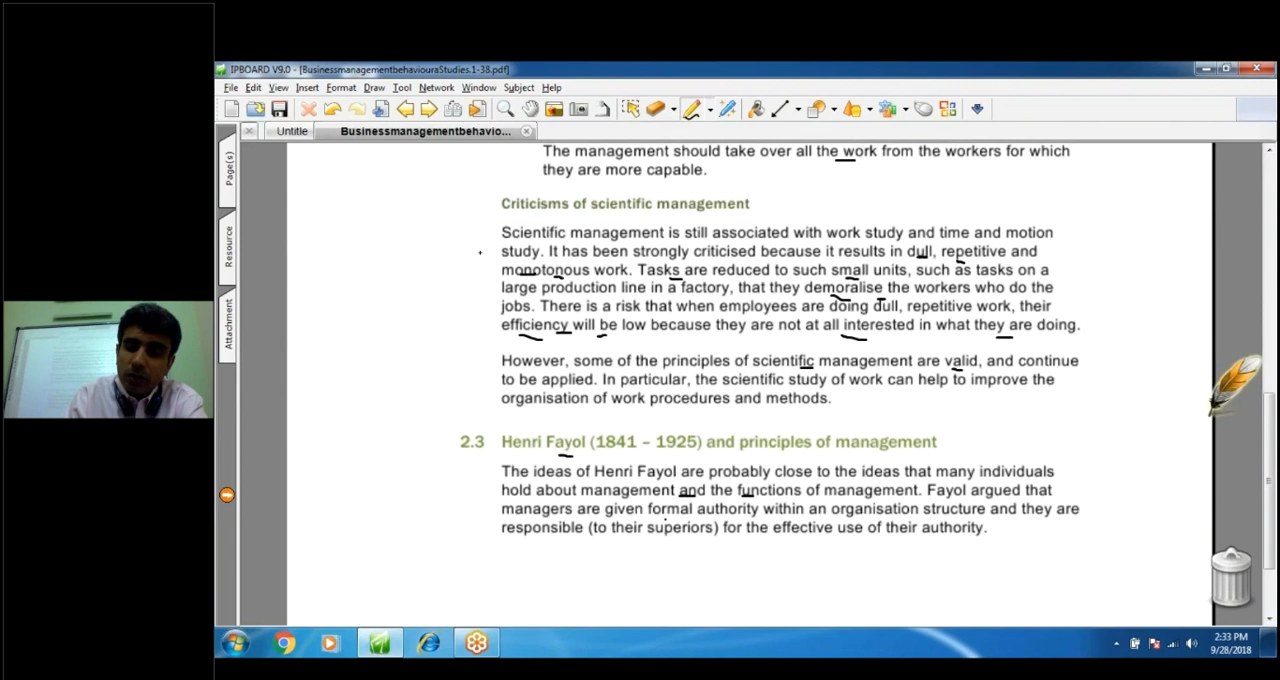 IPBOARD V9.0 - [BusinessmanagementbehaviouraStudies.1-38.pdf]
File Edit View Insert Format Draw Tool Network Window Subject Help
Untitle
Businessmanagementbehavio...
Page(s)
Resource
Attachment
The management should take over all the work from the workers for which
they are more capable.
Criticisms of scientific management
Scientific management is still associated with work study and time and motion
study. It has been strongly criticised because it results in dull, repetitive and
monotonous work. Tasks are reduced to such small units, such as tasks on a
large production line in a factory, that they demoralise the workers who do the
jobs. There is a risk that when employees are doing dull, repetitive work, their
efficiency will be low because they are not at all interested in what they are doing.
However, some of the principles of scientific management are valid, and continue
to be applied. In particular, the scientific study of work can help to improve the
organisation of work procedures and methods.
2.3 Henri Fayol (1841 – 1925) and principles of management
The ideas of Henri Fayol are probably close to the ideas that many individuals
hold about management and the functions of management. Fayol argued that
managers are given formal authority within an organisation structure and they are
responsible (to their superiors) for the effective use of their authority.
2:33 PM
9/28/2018